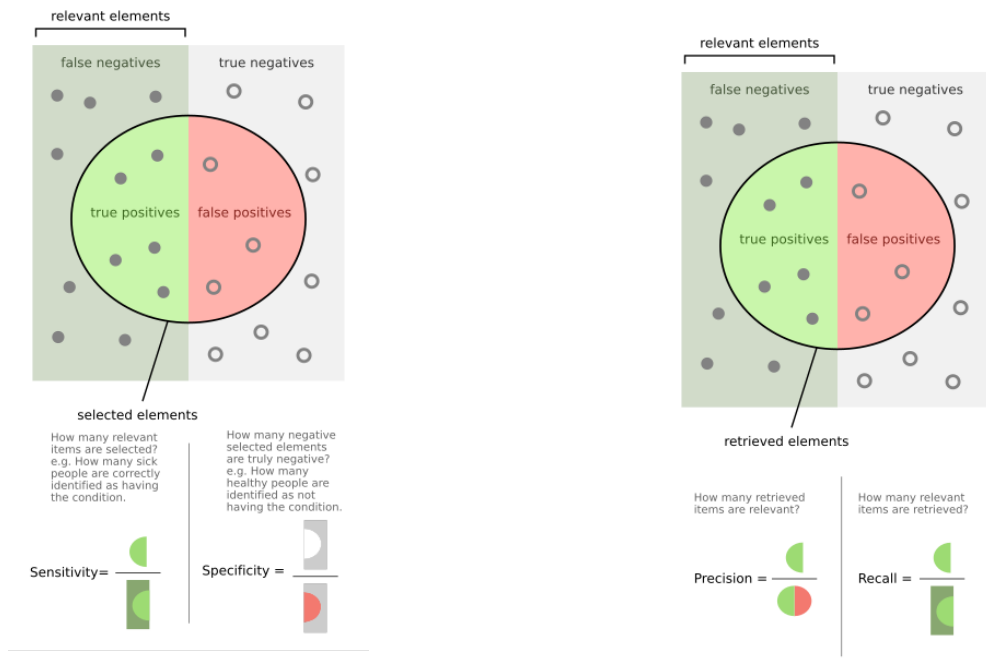 relevant elements
false negatives
true negatives
true positives
false positives
selected elements
How many relevant
items are selected?
e.g. How many sick
people are correctly
identified as having
the condition.
How many negative
selected elements
are truly negative?
e.g. How many
healthy people are
identified as not
having the condition.
Sensitivity=
Specificity =
relevant elements
false negatives
true negatives
true positives
false positives
retrieved elements
How many retrieved
items are relevant?
How many relevant
items are retrieved?
Precision =
Recall =